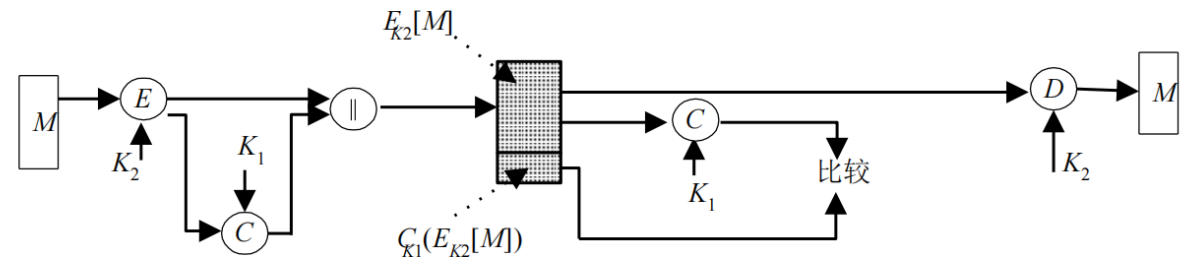 E_{K2}[M]
M
E
||
D
M
K_2
K_1
C
C
K_1
比较
K_2
C_{K1}(E_{K2}[M])